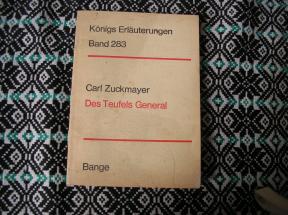 Königs Erläuterungen
Band 283
Carl Zuckmayer
Des Teufels General
Bange